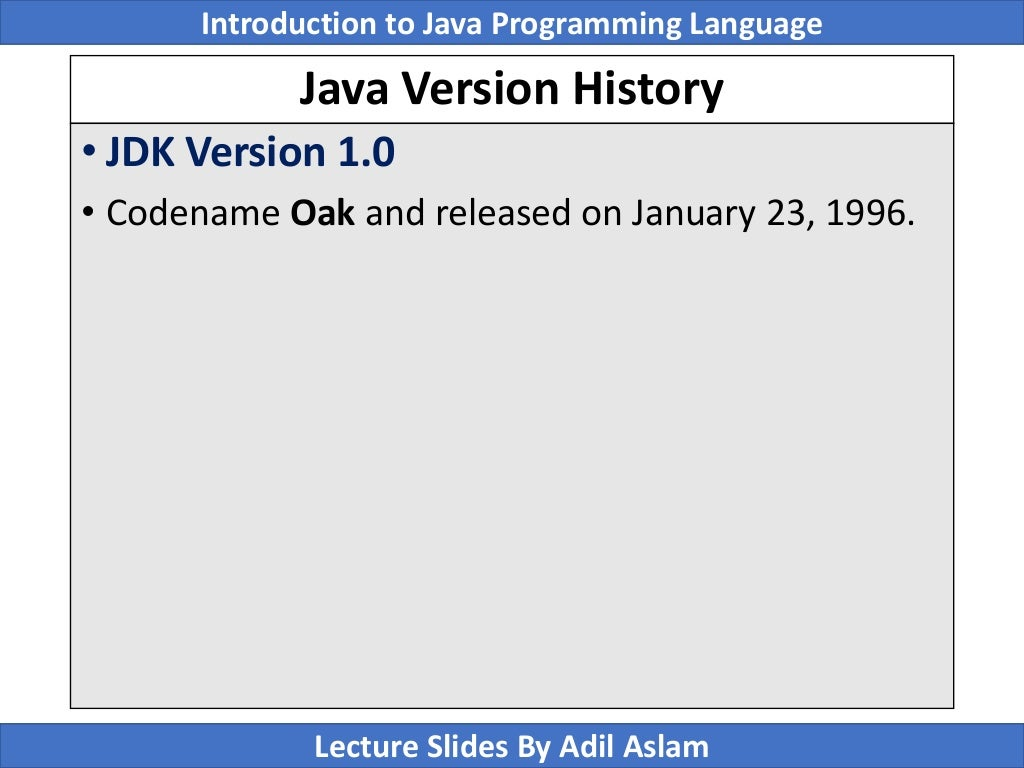 Introduction to Java Programming Language
Java Version History
• JDK Version 1.0
• Codename Oak and released on January 23, 1996.
Lecture Slides By Adil Aslam